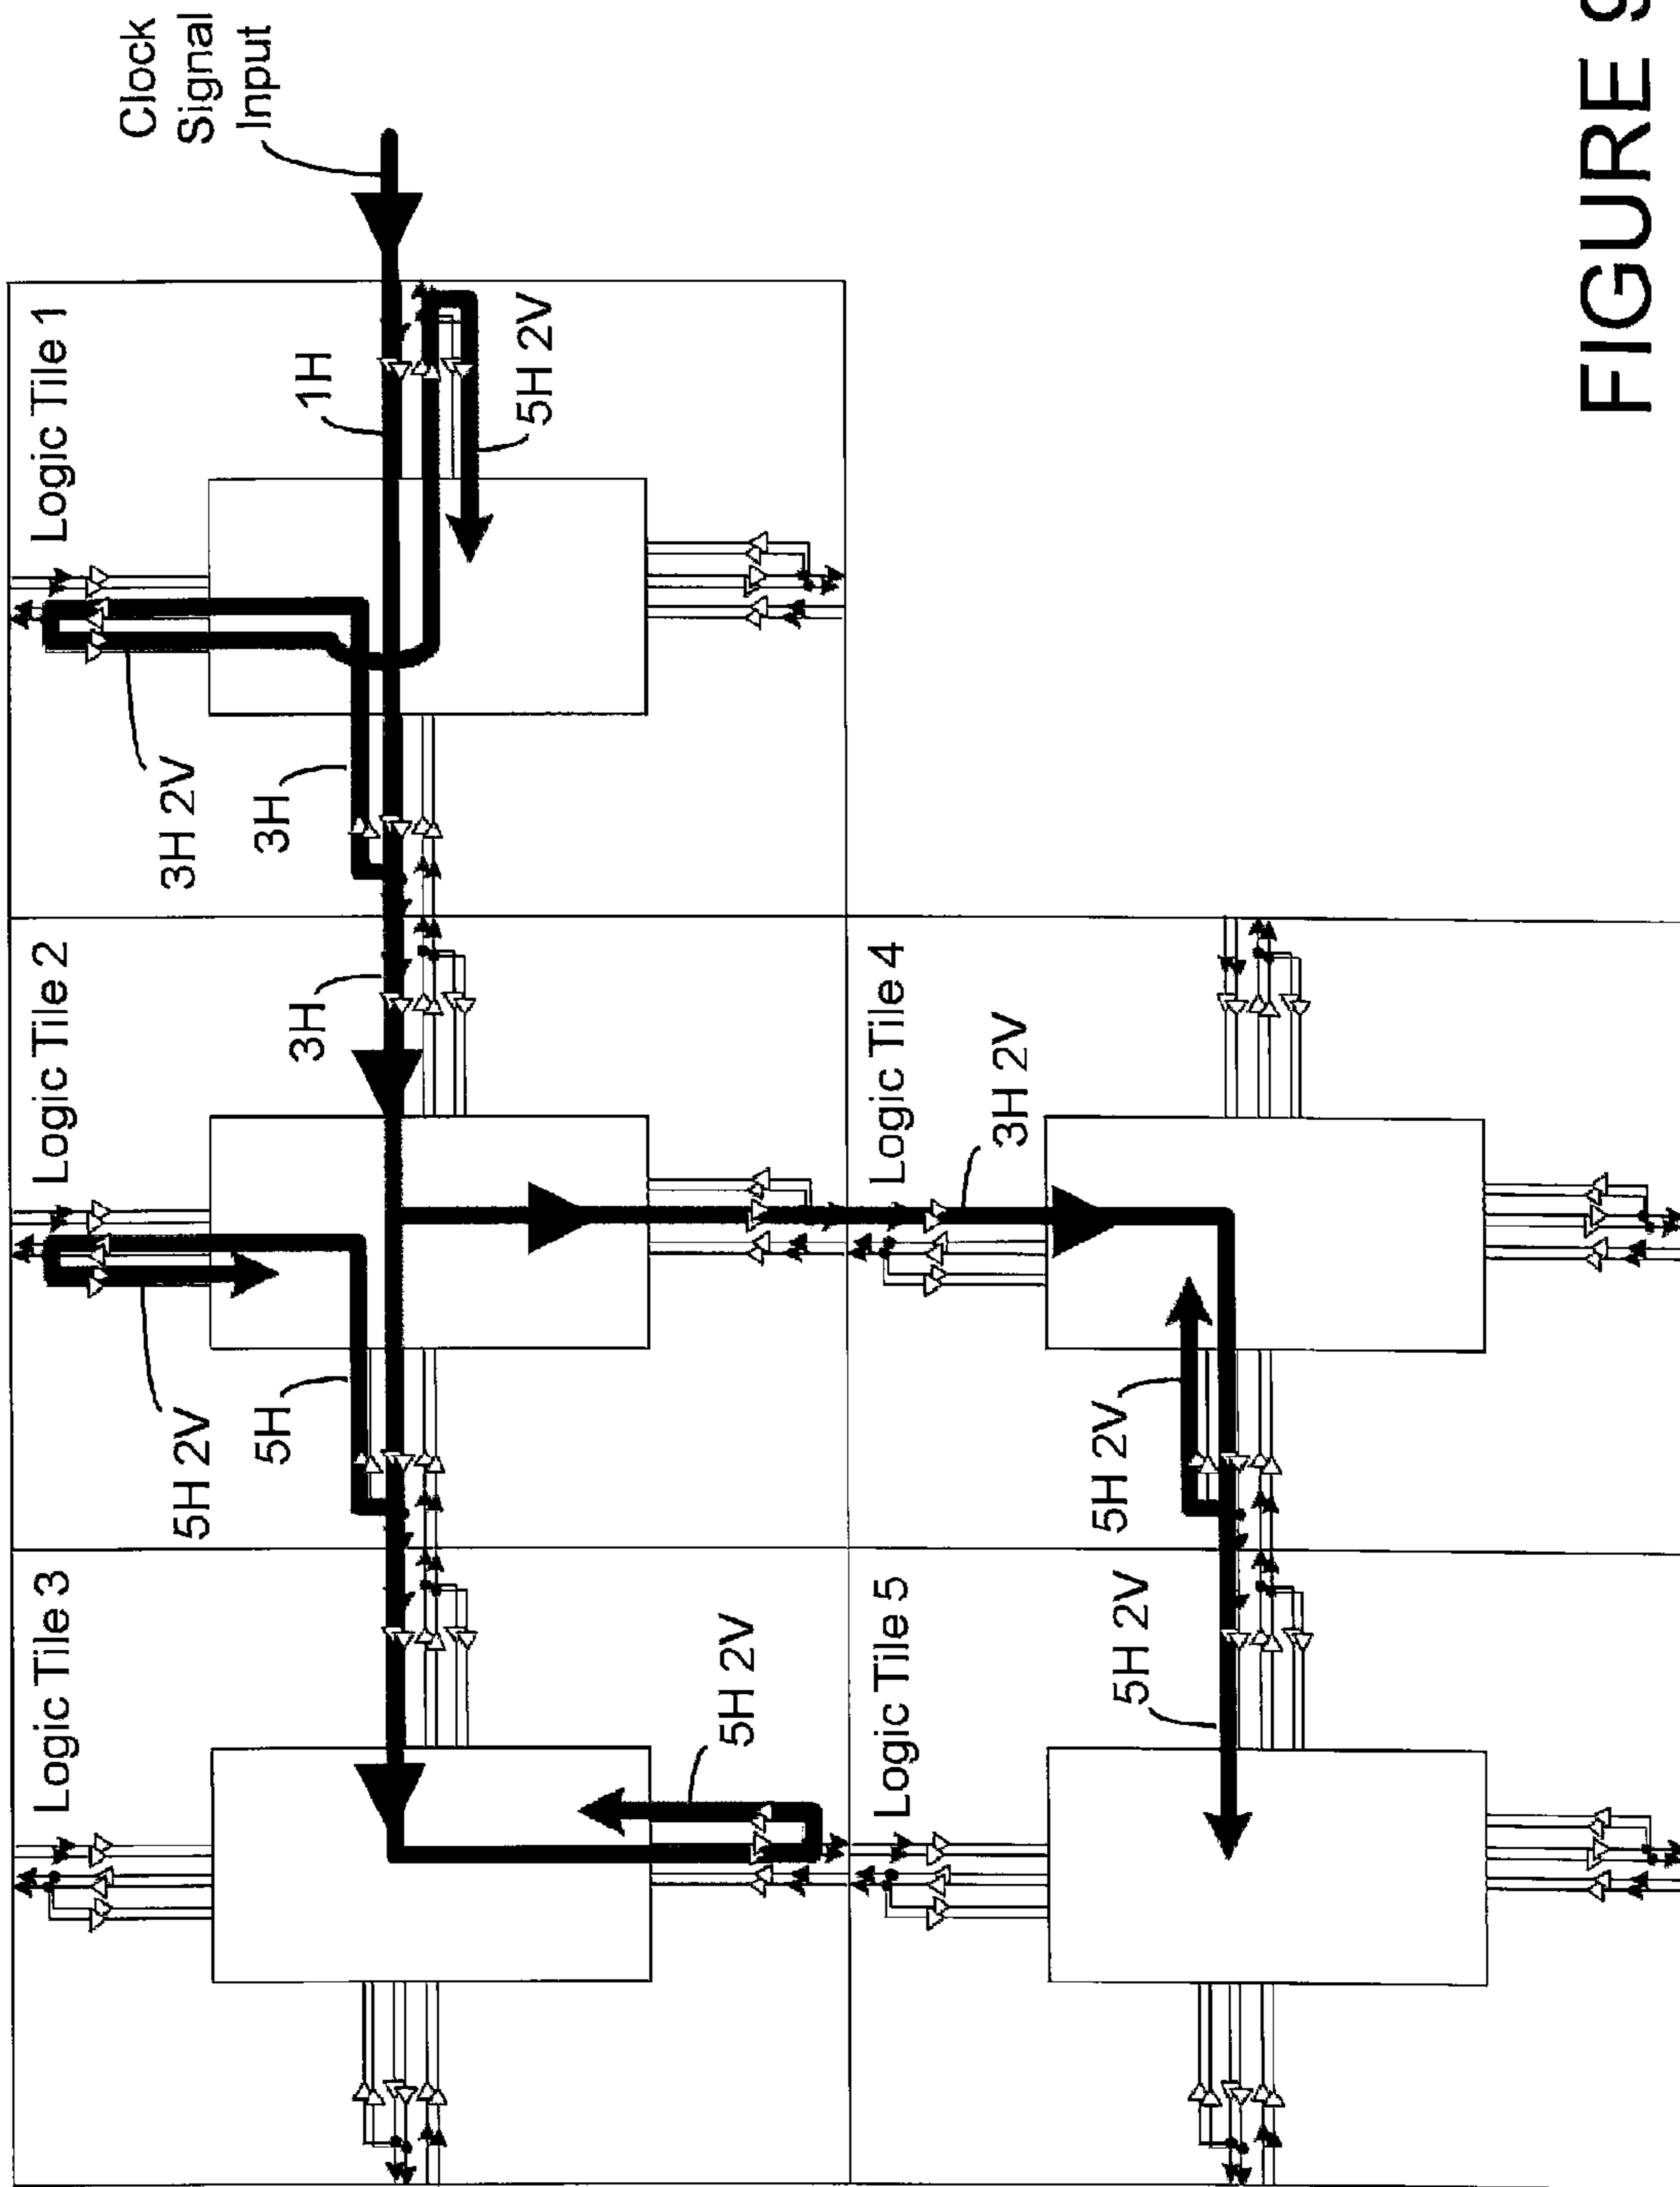 Logic Tile 3
Logic Tile 2
Logic Tile 1
Clock
Signal
Input
5H 2V
3H 2V
5H
3H
3H
1H
5H 2V
5H 2V
Logic Tile 5
Logic Tile 4
3H 2V
5H 2V
5H 2V
FIGURE